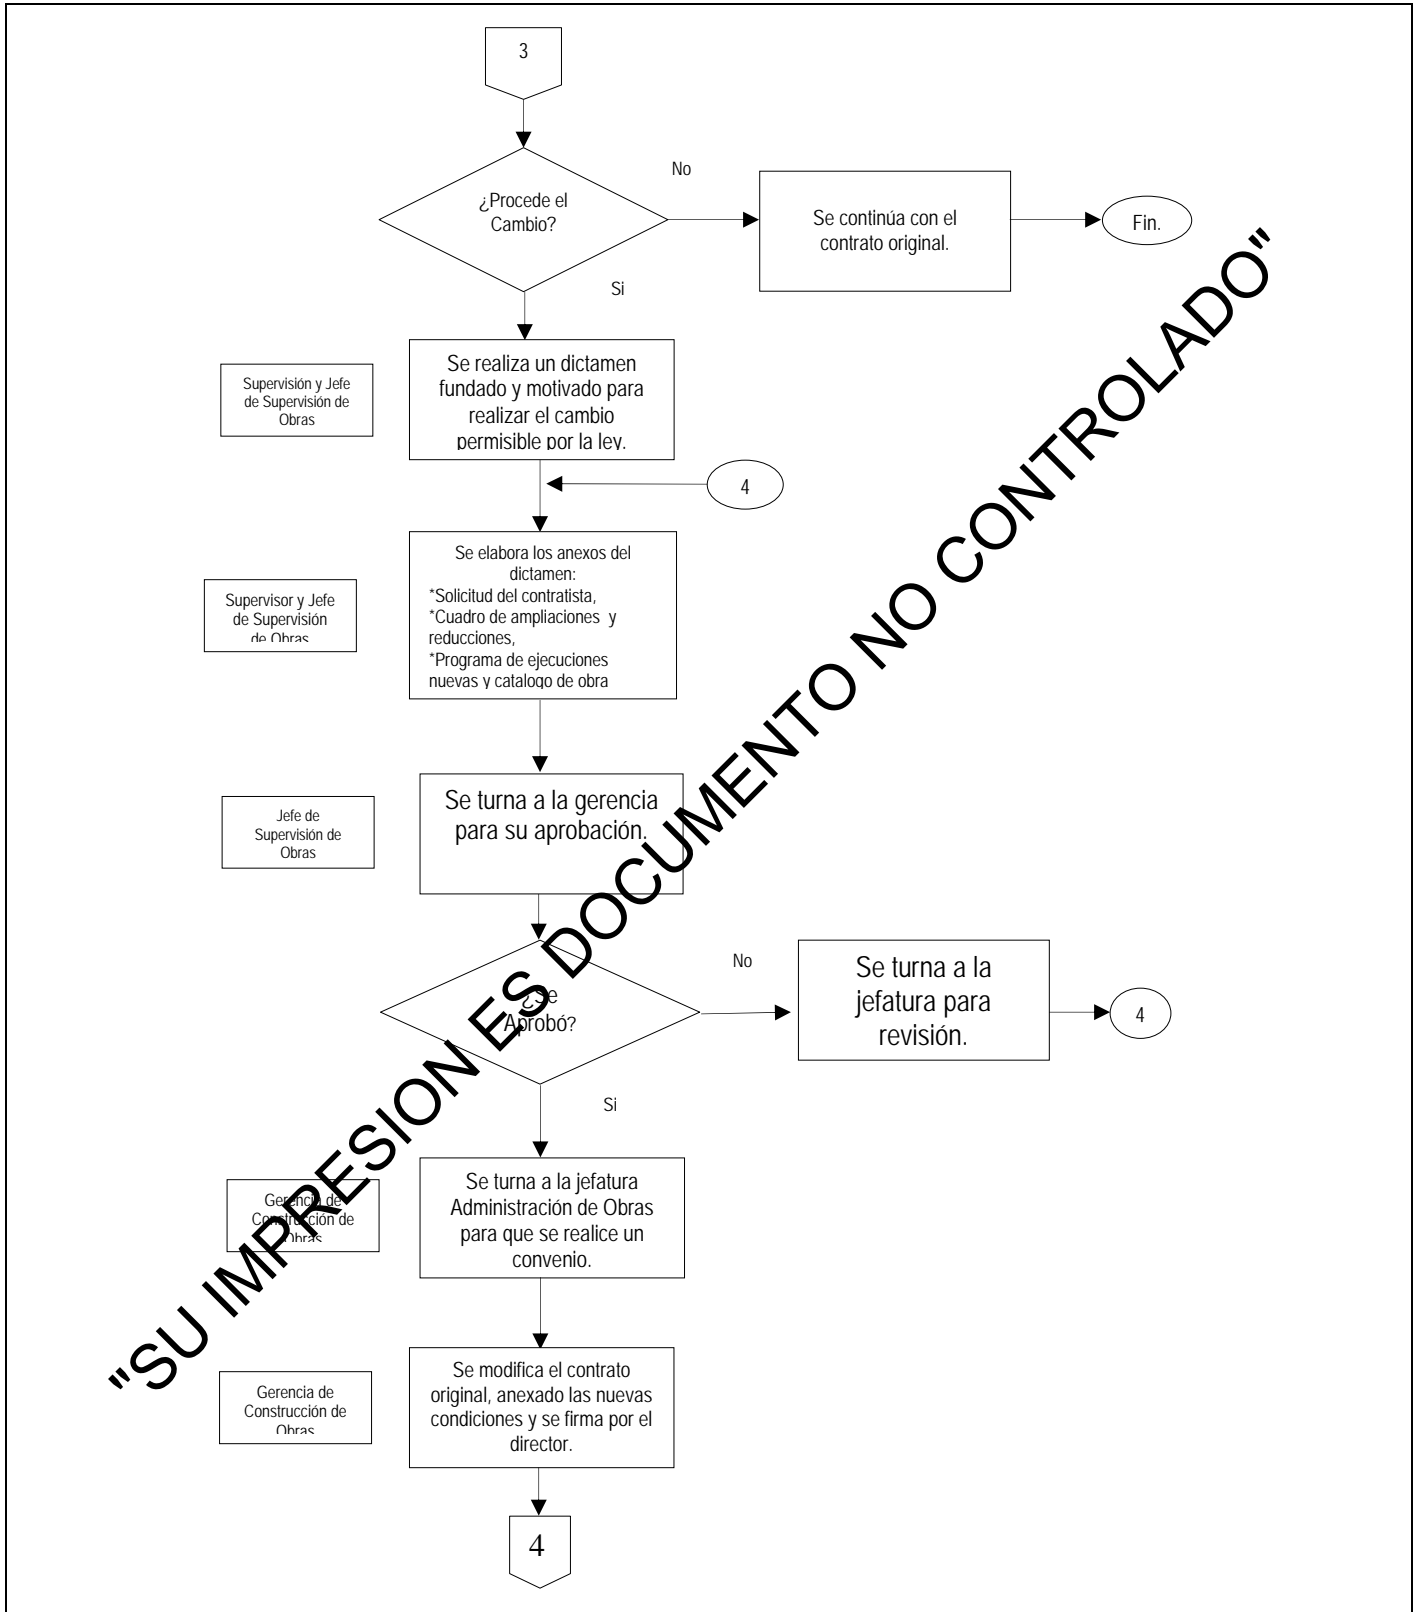 3
¿Procede el
Cambio?
No
Se continúa con el
contrato original.
Fin.
Si
Supervisión y Jefe
de Supervisión de
Obras
Se realiza un dictamen
fundado y motivado para
realizar el cambio
permisible por la ley.
4
Supervisor y Jefe
de Supervisión
de Obras
Se elabora los anexos del
dictamen:
*Solicitud del contratista,
*Cuadro de ampliaciones y
reducciones,
*Programa de ejecuciones
nuevas y catalogo de obra
Jefe de
Supervisión de
Obras
Se turna a la gerencia
para su aprobación.
¿Se
Aprobó?
No
Se turna a la
jefatura para
revisión.
4
Si
Gerencia de
Construcción de
Obras
Se turna a la jefatura
Administración de Obras
para que se realice un
convenio.
Gerencia de
Construcción de
Obras
Se modifica el contrato
original, anexado las nuevas
condiciones y se firma por el
director.
4
"SU IMPRESION ES DOCUMENTO NO CONTROLADO"